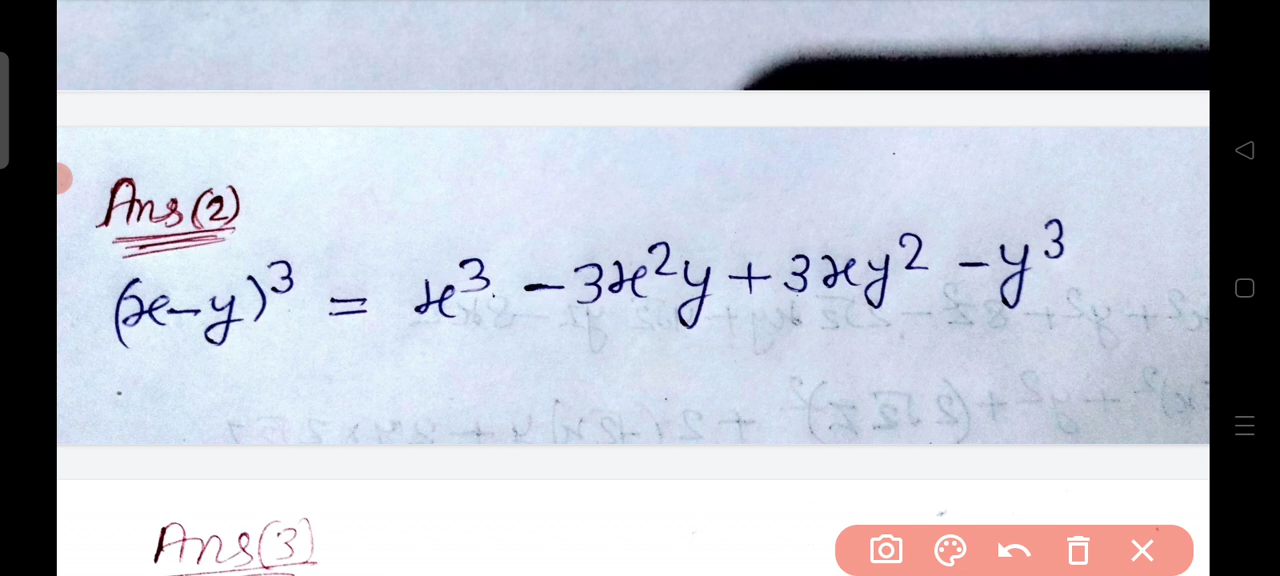 Ans(2)
(x-y)³ = x³ - 3x²y + 3xy² - y³
Ans(3)